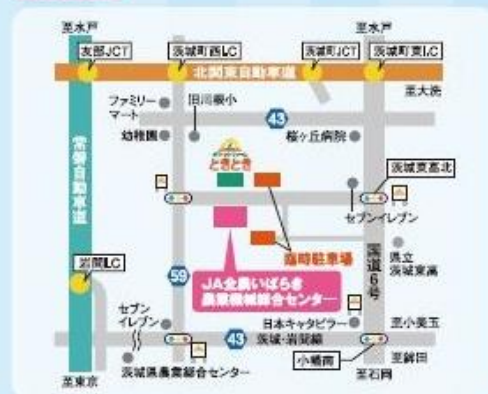 至水戸
至水戸
友部JCT
茨城町西I.C
茨城町JCT
茨城町東I.C
北関東自動車道
至大洗
ファミリー
マート
旧川根小
43
幼稚園
桜ヶ丘病院
常磐自動車道
ときとき
茨城東高北
セブンイレブン
臨時駐車場
国道6号
県立
茨城東高
岩間I.C
59
JA全農いばらき
農業機械総合センター
セブン
イレブン
43
日本キャタピラー
茨城・岩間線
至小美玉
小幡南
至鉾田
茨城県農業総合センター
至東京
至石岡